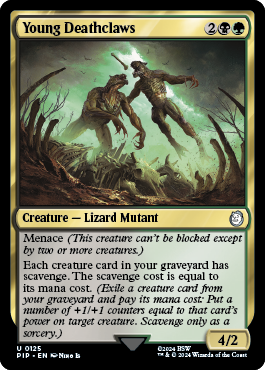 Young Deathclaws 2
Creature — Lizard Mutant
Menace (This creature can't be blocked except
by two or more creatures.)
Each creature card in your graveyard has
scavenge. The scavenge cost is equal to
its mana cost. (Exile a creature card from
your graveyard and pay its mana cost: Put a
number of +1/+1 counters equal to that card's
power on target creature. Scavenge only as a
sorcery.)
4/2
U 0125 ©2024 BSW
PIP • EN Nino Is ™ & © 2024 Wizards of the Coast